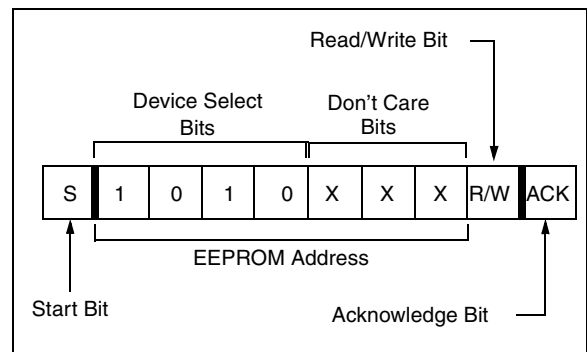 Read/Write Bit
Device Select
Bits
Don't Care
Bits
S 1 0 1 0 X X X R/W ACK
EEPROM Address
Start Bit
Acknowledge Bit